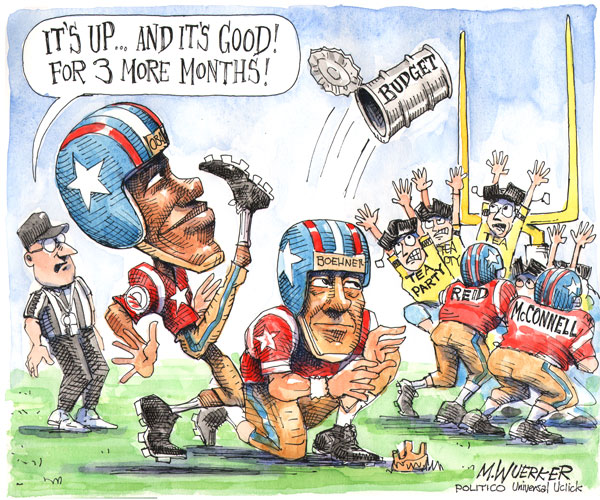 IT'S UP... AND IT'S GOOD!
FOR 3 MORE MONTHS!
BUDGET
BOEHNER
TEA
PARTY
TEA
REID
McCONNELL
M.WUERKER
POLITICO Universal Uclick